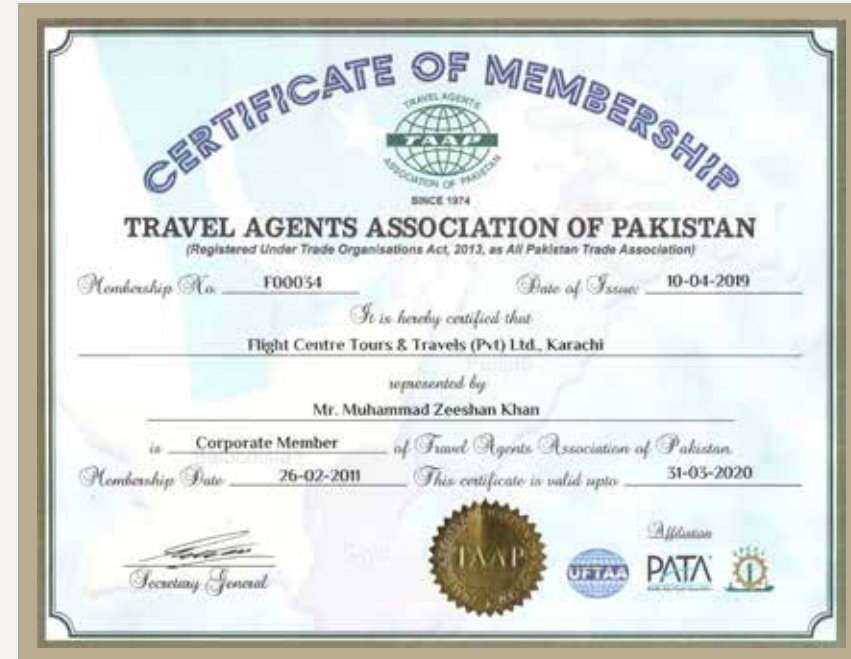 CERTIFICATE OF MEMBERSHIP
TRAVEL AGENTS
TAAP
ASSOCIATION OF PAKISTAN
SINCE 1974
TRAVEL AGENTS ASSOCIATION OF PAKISTAN
(Registered Under Trade Organisations Act, 2013, as All Pakistan Trade Association)
Membership No. F00034 Date of Issue: 10-04-2019
It is hereby certified that
Flight Centre Tours & Travels (Pvt) Ltd., Karachi
represented by
Mr. Muhammad Zeeshan Khan
is Corporate Member of Travel Agents Association of Pakistan
Membership Date 26-02-2011 This certificate is valid upto 31-03-2020
Secretary General
TAAP
Affiliation
UFTAA
PATA